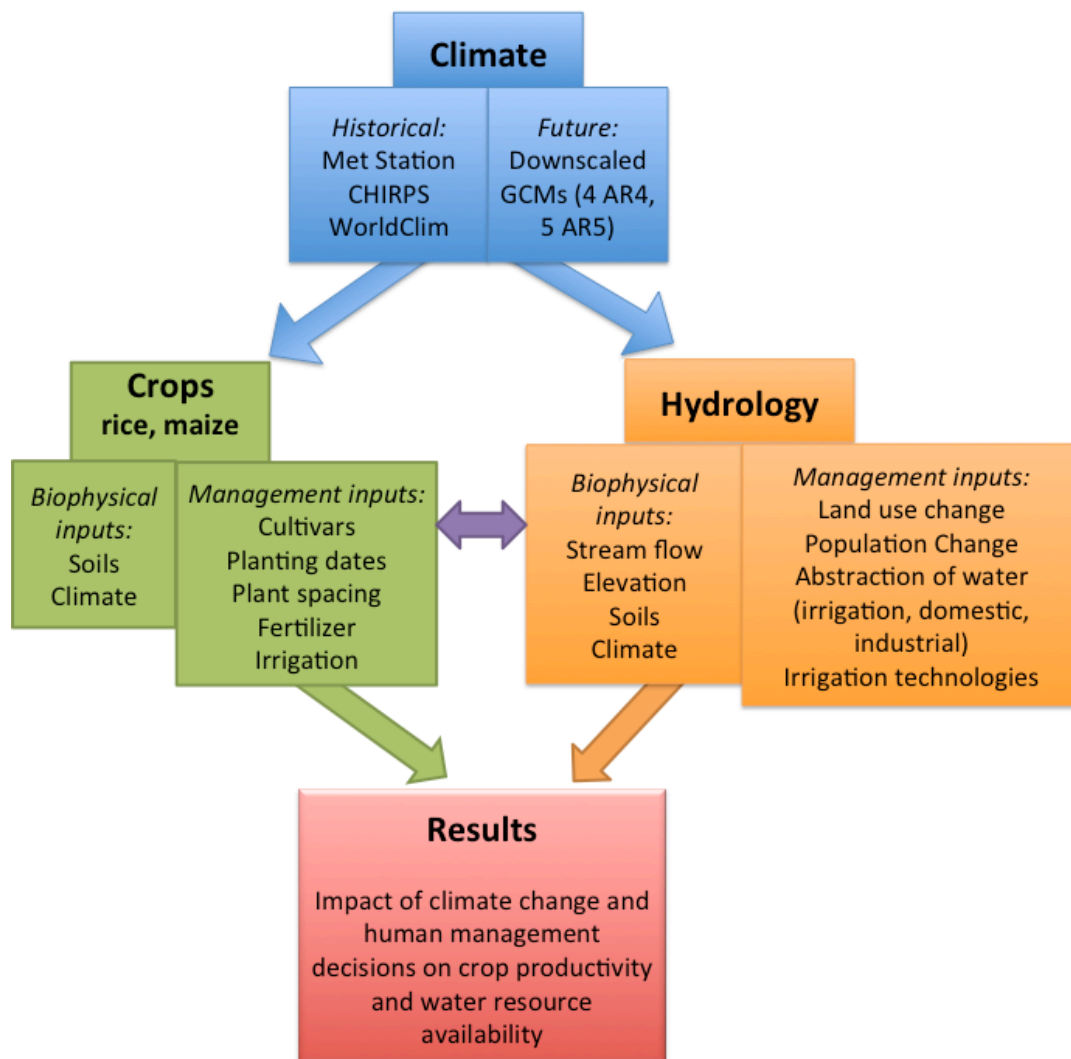 Climate
Historical:
Met Station
CHIRPS
WorldClim
Future:
Downscaled
GCMs (4 AR4,
5 AR5)
Crops
rice, maize
Biophysical
inputs:
Soils
Climate
Management inputs:
Cultivars
Planting dates
Plant spacing
Fertilizer
Irrigation
Hydrology
Biophysical
inputs:
Stream flow
Elevation
Soils
Climate
Management inputs:
Land use change
Population Change
Abstraction of water
(irrigation, domestic,
industrial)
Irrigation technologies
Results
Impact of climate change and
human management
decisions on crop productivity
and water resource
availability